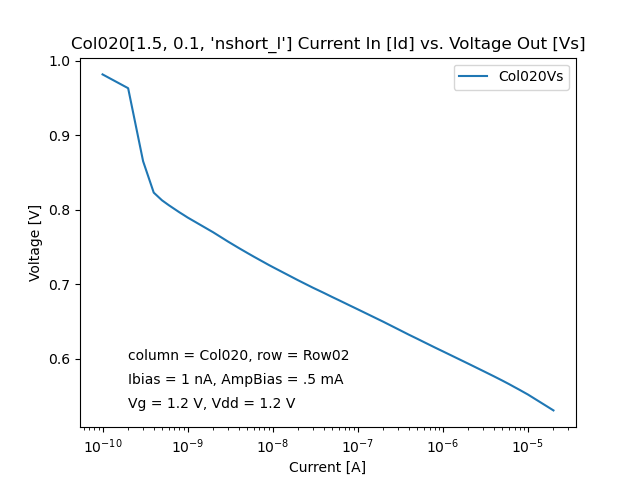 Col020[1.5, 0.1, 'nshort_l'] Current In [Id] vs. Voltage Out [Vs]
Col020Vs
1.0
0.9
0.8
0.7
0.6
Voltage [V]
column = Col020, row = Row02
Ibias = 1 nA, AmpBias = .5 mA
Vg = 1.2 V, Vdd = 1.2 V
10⁻¹⁰ 10⁻⁹ 10⁻⁸ 10⁻⁷ 10⁻⁶ 10⁻⁵
Current [A]